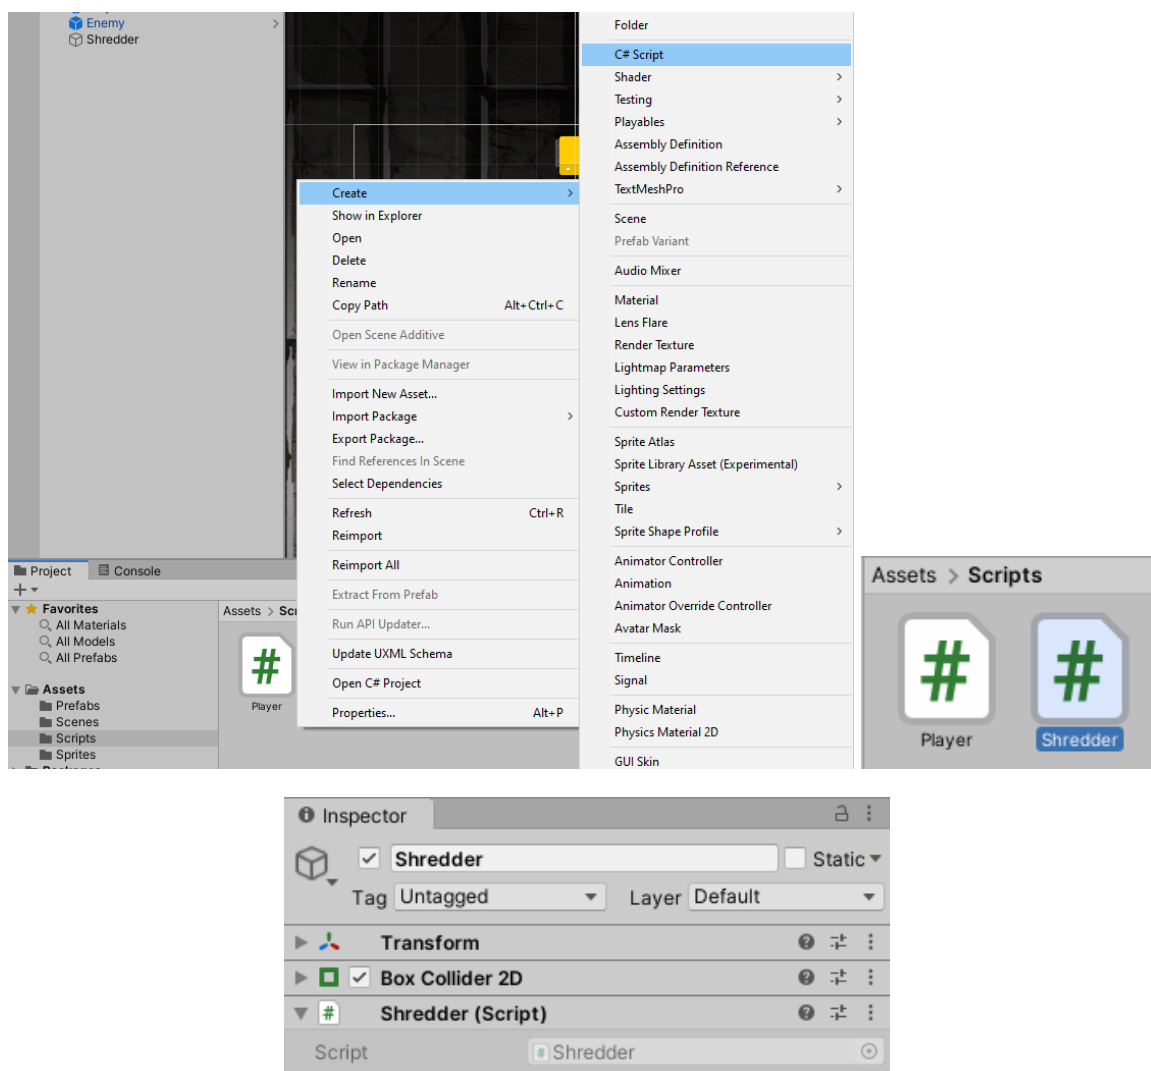 Enemy
Shredder
Create
Show in Explorer
Open
Delete
Rename
Copy Path Alt+Ctrl+C
Open Scene Additive
View in Package Manager
Import New Asset...
Import Package
Export Package...
Find References In Scene
Select Dependencies
Refresh Ctrl+R
Reimport
Reimport All
Extract From Prefab
Run API Updater...
Update UXML Schema
Open C# Project
Properties... Alt+P
Folder
C# Script
Shader
Testing
Playables
Assembly Definition
Assembly Definition Reference
TextMeshPro
Scene
Prefab Variant
Audio Mixer
Material
Lens Flare
Render Texture
Lightmap Parameters
Lighting Settings
Custom Render Texture
Sprite Atlas
Sprite Library Asset (Experimental)
Sprites
Tile
Sprite Shape Profile
Animator Controller
Animation
Animator Override Controller
Avatar Mask
Timeline
Signal
Physic Material
Physics Material 2D
GUI Skin
Project Console
Favorites
All Materials
All Models
All Prefabs
Assets
Prefabs
Scenes
Scripts
Sprites
Assets >
#
Player
Assets > Scripts
# #
Player Shredder
Inspector
Shredder Static
Tag Untagged Layer Default
Transform
Box Collider 2D
# Shredder (Script)
Script # Shredder